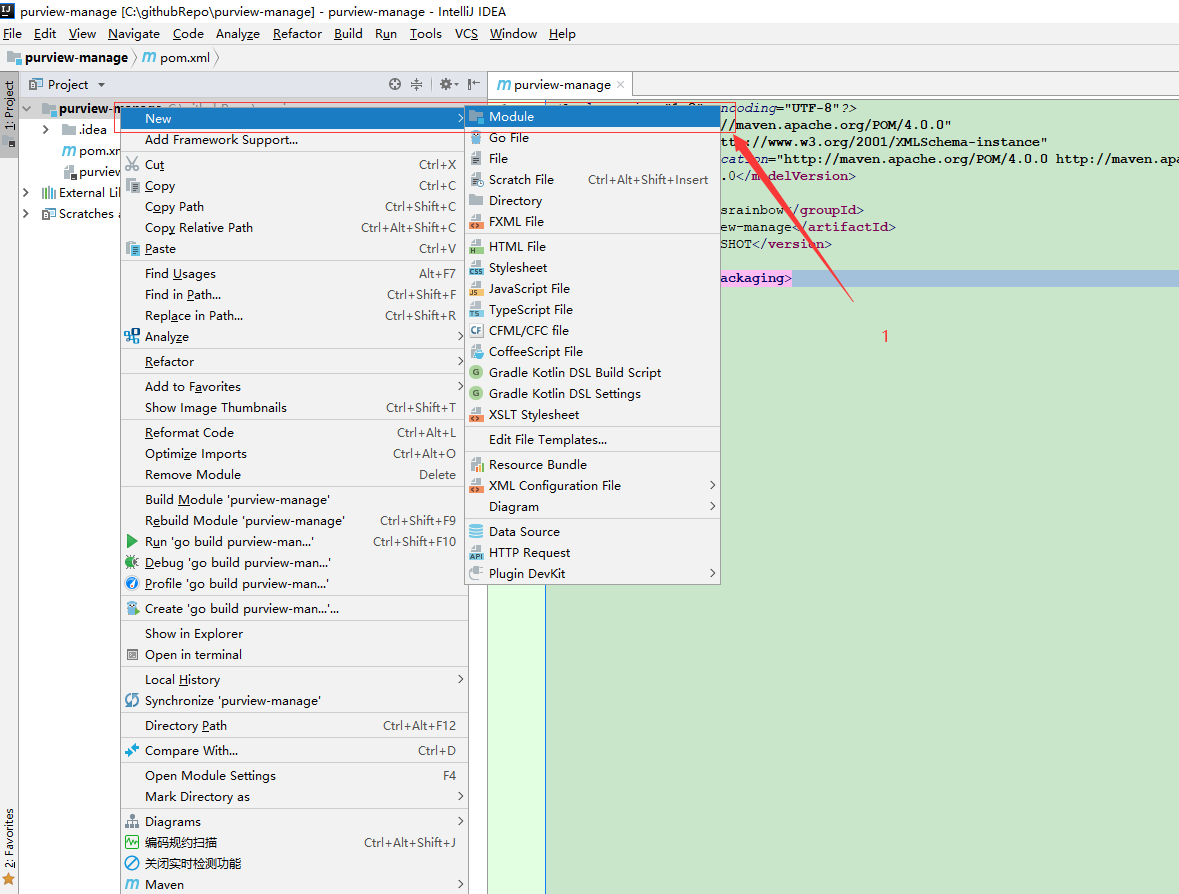 purview-manage [C:\githubRepo\purview-manage] - purview-manage - IntelliJ IDEA
File Edit View Navigate Code Analyze Refactor Build Run Tools VCS Window Help
purview-manage pom.xml
1: Project
Project
purview-manage
.idea
pom.xm
purview
External Li
Scratches a
2: Favorites
New
Add Framework Support...
Cut Ctrl+X
Copy Ctrl+C
Copy Path Ctrl+Shift+C
Copy Relative Path Ctrl+Alt+Shift+C
Paste Ctrl+V
Find Usages Alt+F7
Find in Path... Ctrl+Shift+F
Replace in Path... Ctrl+Shift+R
Analyze
Refactor
Add to Favorites
Show Image Thumbnails Ctrl+Shift+T
Reformat Code Ctrl+Alt+L
Optimize Imports Ctrl+Alt+O
Remove Module Delete
Build Module 'purview-manage'
Rebuild Module 'purview-manage' Ctrl+Shift+F9
Run 'go build purview-man...' Ctrl+Shift+F10
Debug 'go build purview-man...'
Profile 'go build purview-man...'
Create 'go build purview-man...'...
Show in Explorer
Open in terminal
Local History
Synchronize 'purview-manage'
Directory Path Ctrl+Alt+F12
Compare With... Ctrl+D
Open Module Settings F4
Mark Directory as
Diagrams
编码规约扫描 Ctrl+Alt+Shift+J
关闭实时检测功能
Maven
Module
Go File
File
Scratch File Ctrl+Alt+Shift+Insert
Directory
FXML File
HTML File
Stylesheet
JavaScript File
TypeScript File
CFML/CFC file
CoffeeScript File
Gradle Kotlin DSL Build Script
Gradle Kotlin DSL Settings
XSLT Stylesheet
Edit File Templates...
Resource Bundle
XML Configuration File
Diagram
Data Source
HTTP Request
Plugin DevKit
purview-manage
ncoding="UTF-8"?>
//maven.apache.org/POM/4.0.0"
ttp://www.w3.org/2001/XMLSchema-instance"
cation="http://maven.apache.org/POM/4.0.0 http://maven.apa
.0</modelVersion>
srainbow</groupId>
ew-manage</artifactId>
SHOT</version>
ackaging>
1